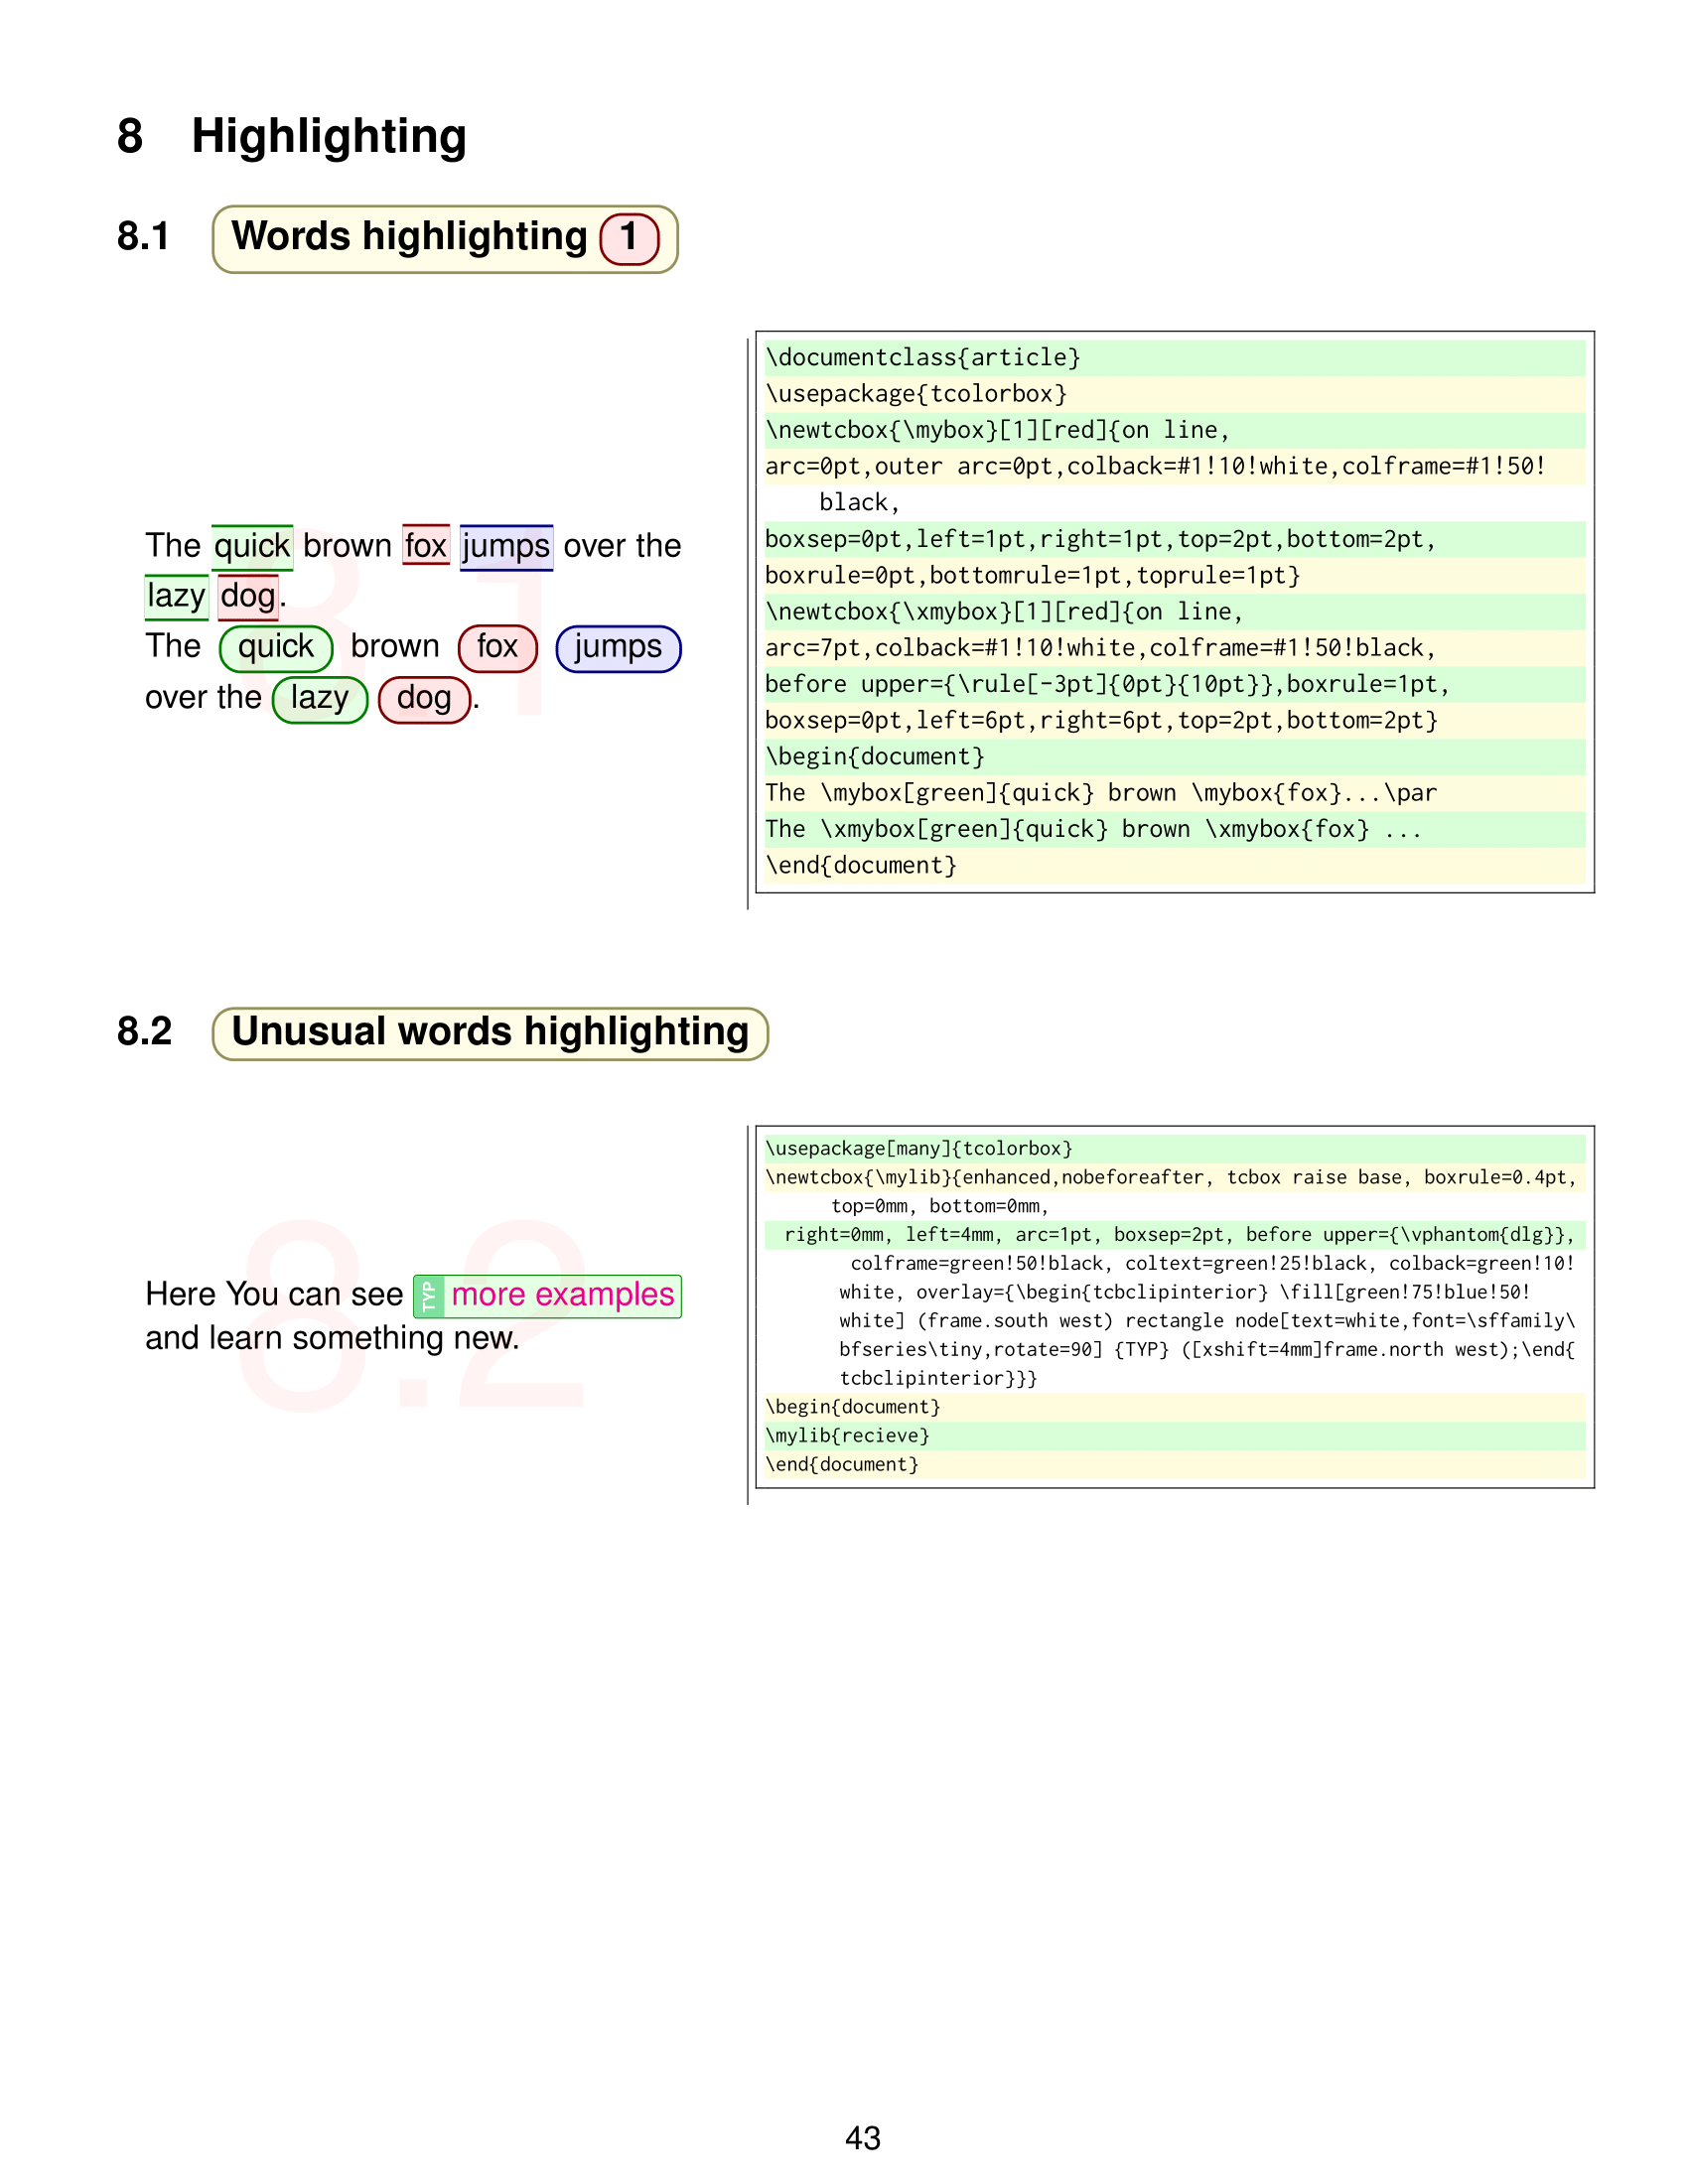 8 Highlighting
8.1 Words highlighting 1
8.1
The quick brown fox jumps over the
lazy dog.
The quick brown fox jumps
over the lazy dog.
\documentclass{article}
\usepackage{tcolorbox}
\newtcbox{\mybox}[1][red]{on line,
arc=0pt,outer arc=0pt,colback=#1!10!white,colframe=#1!50!
black,
boxsep=0pt,left=1pt,right=1pt,top=2pt,bottom=2pt,
boxrule=0pt,bottomrule=1pt,toprule=1pt}
\newtcbox{\xmybox}[1][red]{on line,
arc=7pt,colback=#1!10!white,colframe=#1!50!black,
before upper={\rule[-3pt]{0pt}{10pt}},boxrule=1pt,
boxsep=0pt,left=6pt,right=6pt,top=2pt,bottom=2pt}
\begin{document}
The \mybox[green]{quick} brown \mybox{fox}...\par
The \xmybox[green]{quick} brown \xmybox{fox} ...
\end{document}
8.2 Unusual words highlighting
8.2
Here You can see TYP more examples
and learn something new.
\usepackage[many]{tcolorbox}
\newtcbox{\mylib}{enhanced,nobeforeafter, tcbox raise base, boxrule=0.4pt,
top=0mm, bottom=0mm,
right=0mm, left=4mm, arc=1pt, boxsep=2pt, before upper={\vphantom{dlg}},
colframe=green!50!black, coltext=green!25!black, colback=green!10!
white, overlay={\begin{tcbclipinterior} \fill[green!75!blue!50!
white] (frame.south west) rectangle node[text=white,font=\sffamily\
bfseries\tiny,rotate=90] {TYP} ([xshift=4mm]frame.north west);\end{
tcbclipinterior}}}
\begin{document}
\mylib{recieve}
\end{document}
43